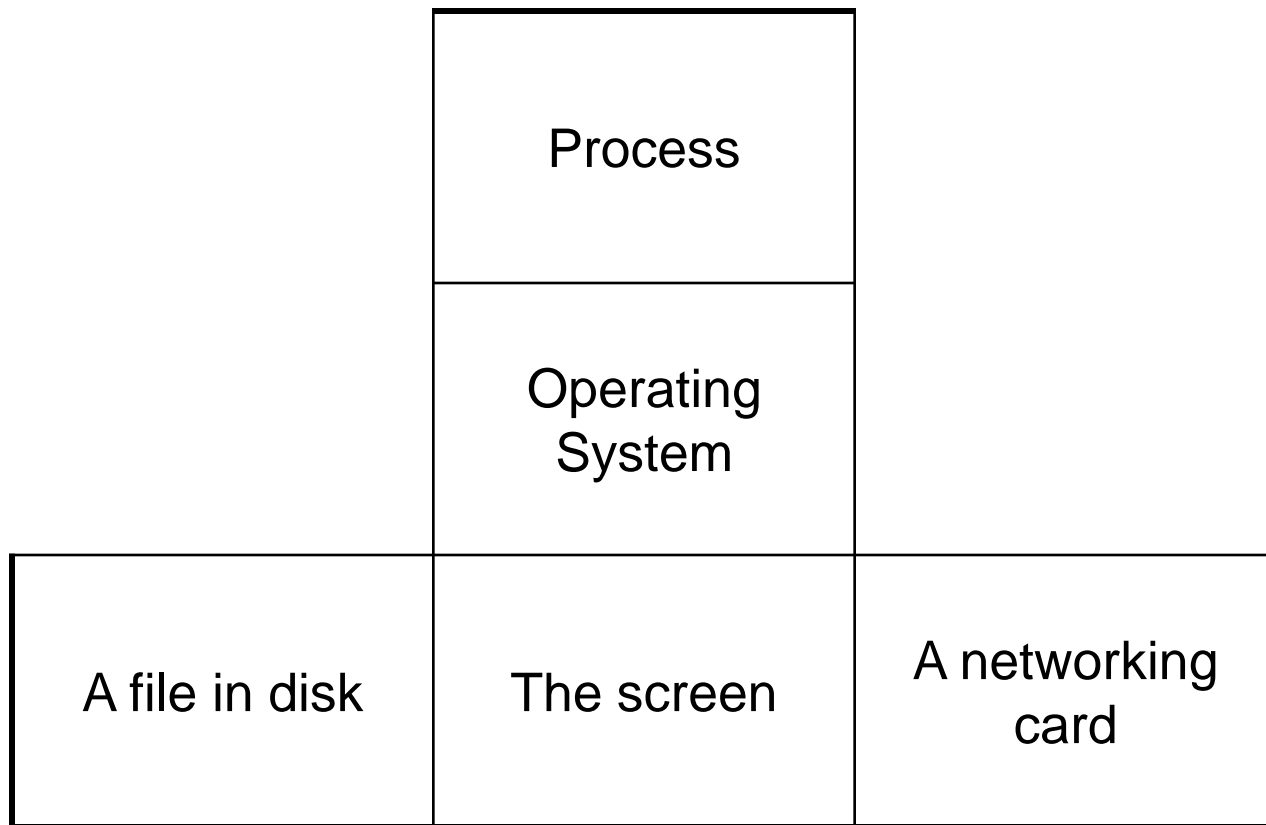 Process
Operating
System
A file in disk
The screen
A networking
card